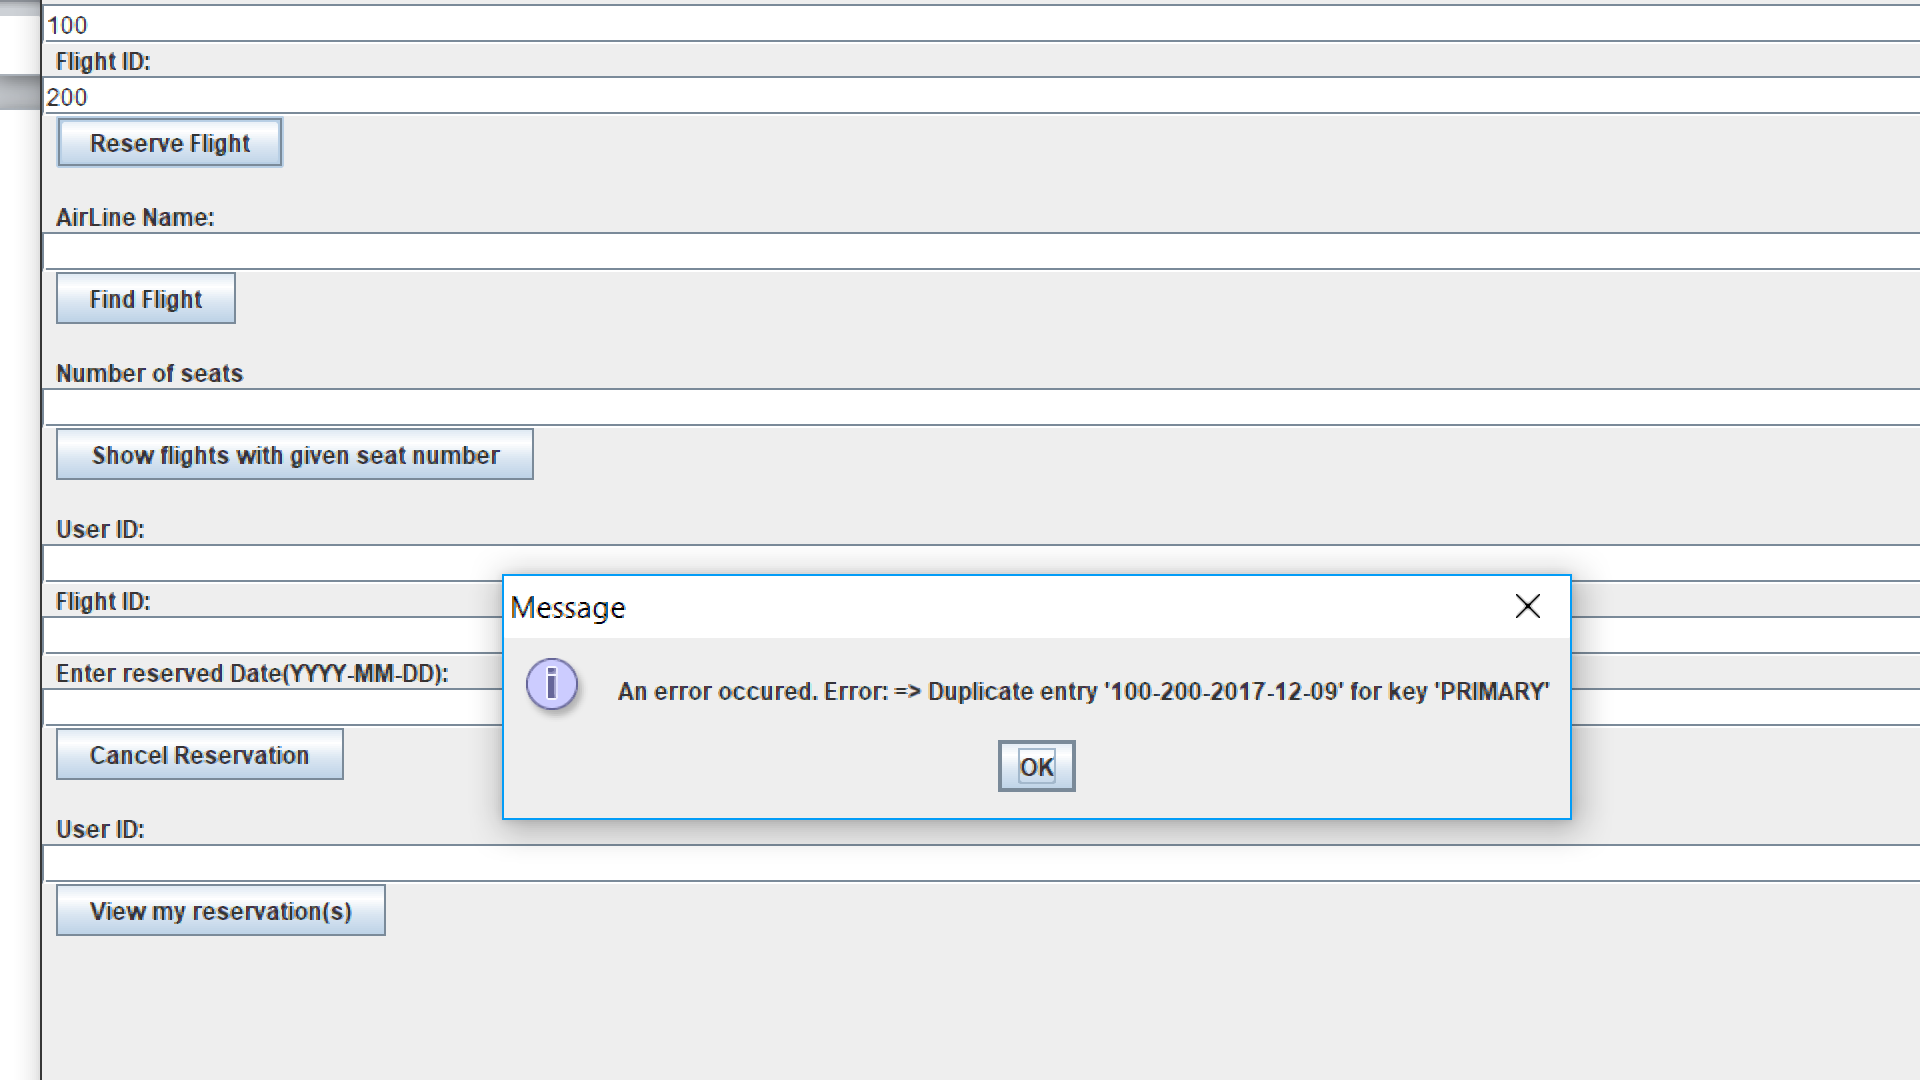 100
Flight ID:
200
Reserve Flight
AirLine Name:
Find Flight
Number of seats
Show flights with given seat number
User ID:
Flight ID:
Enter reserved Date(YYYY-MM-DD):
Cancel Reservation
User ID:
View my reservation(s)
Message
An error occured. Error: => Duplicate entry '100-200-2017-12-09' for key 'PRIMARY'
OK